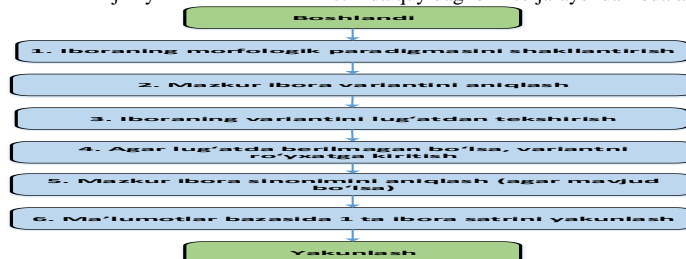 Boshlandi
1. Iboraning morfologik paradigmasini shakllantirish
2. Mazkur ibora variantini aniqlash
3. Iboraning variantini lug‘atdan tekshirish
4. Agar lug‘atda berilmagan bo‘lsa, variantni
ro‘yxatga kiritish
5. Mazkur ibora sinonimini aniqlash (agar mavjud
bo‘lsa)
6. Ma’lumotlar bazasida 1 ta ibora satrini yakunlash
Yakunlash